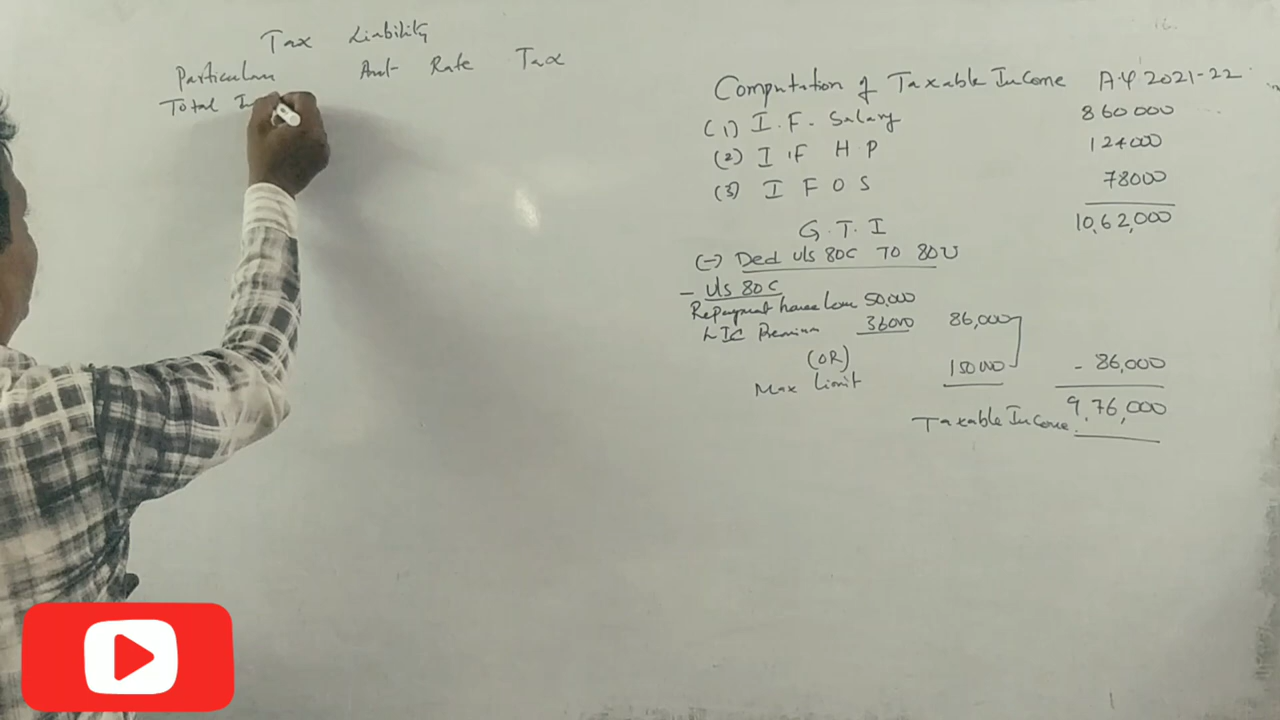 Tax Liability
Particulars Amt Rate Tax
Total In
Computation of Taxable Income A.Y 2021-22
(1) I.F. Salary 860000
(2) I F H P 124000
(3) I F O S 78000
G.T.I 10,62,000
(-) Ded U/s 80C TO 80U
- U/s 80C
Repayment house Loan 50,000
LIC Premium 36000 86,000
(OR) 150000 - 86,000
Max Limit
Taxable Income 9,76,000